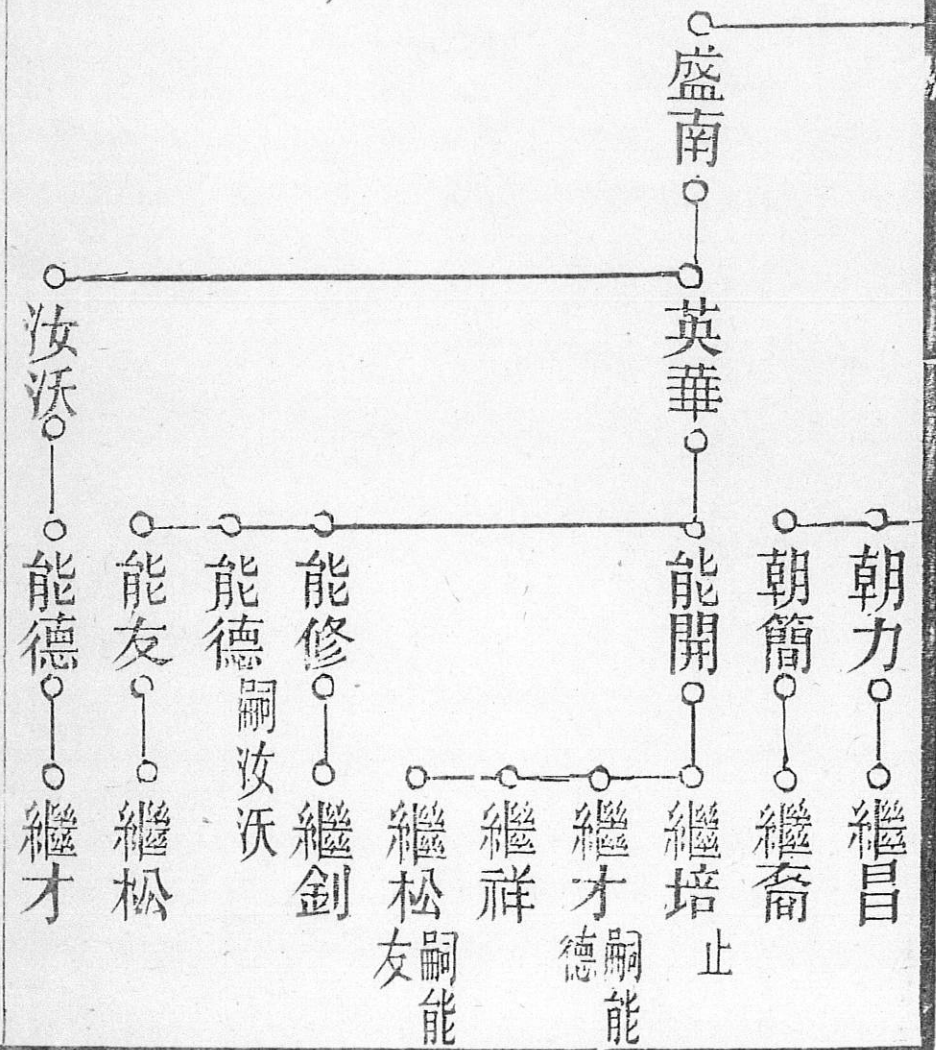 盛南
英華
汝沃
朝力
朝簡
能開
能修
能德 嗣汝沃
能友
能德
繼昌
繼裔
繼培 止
繼才 嗣能德
繼祥
繼松 嗣能友
繼釗
繼松
繼才